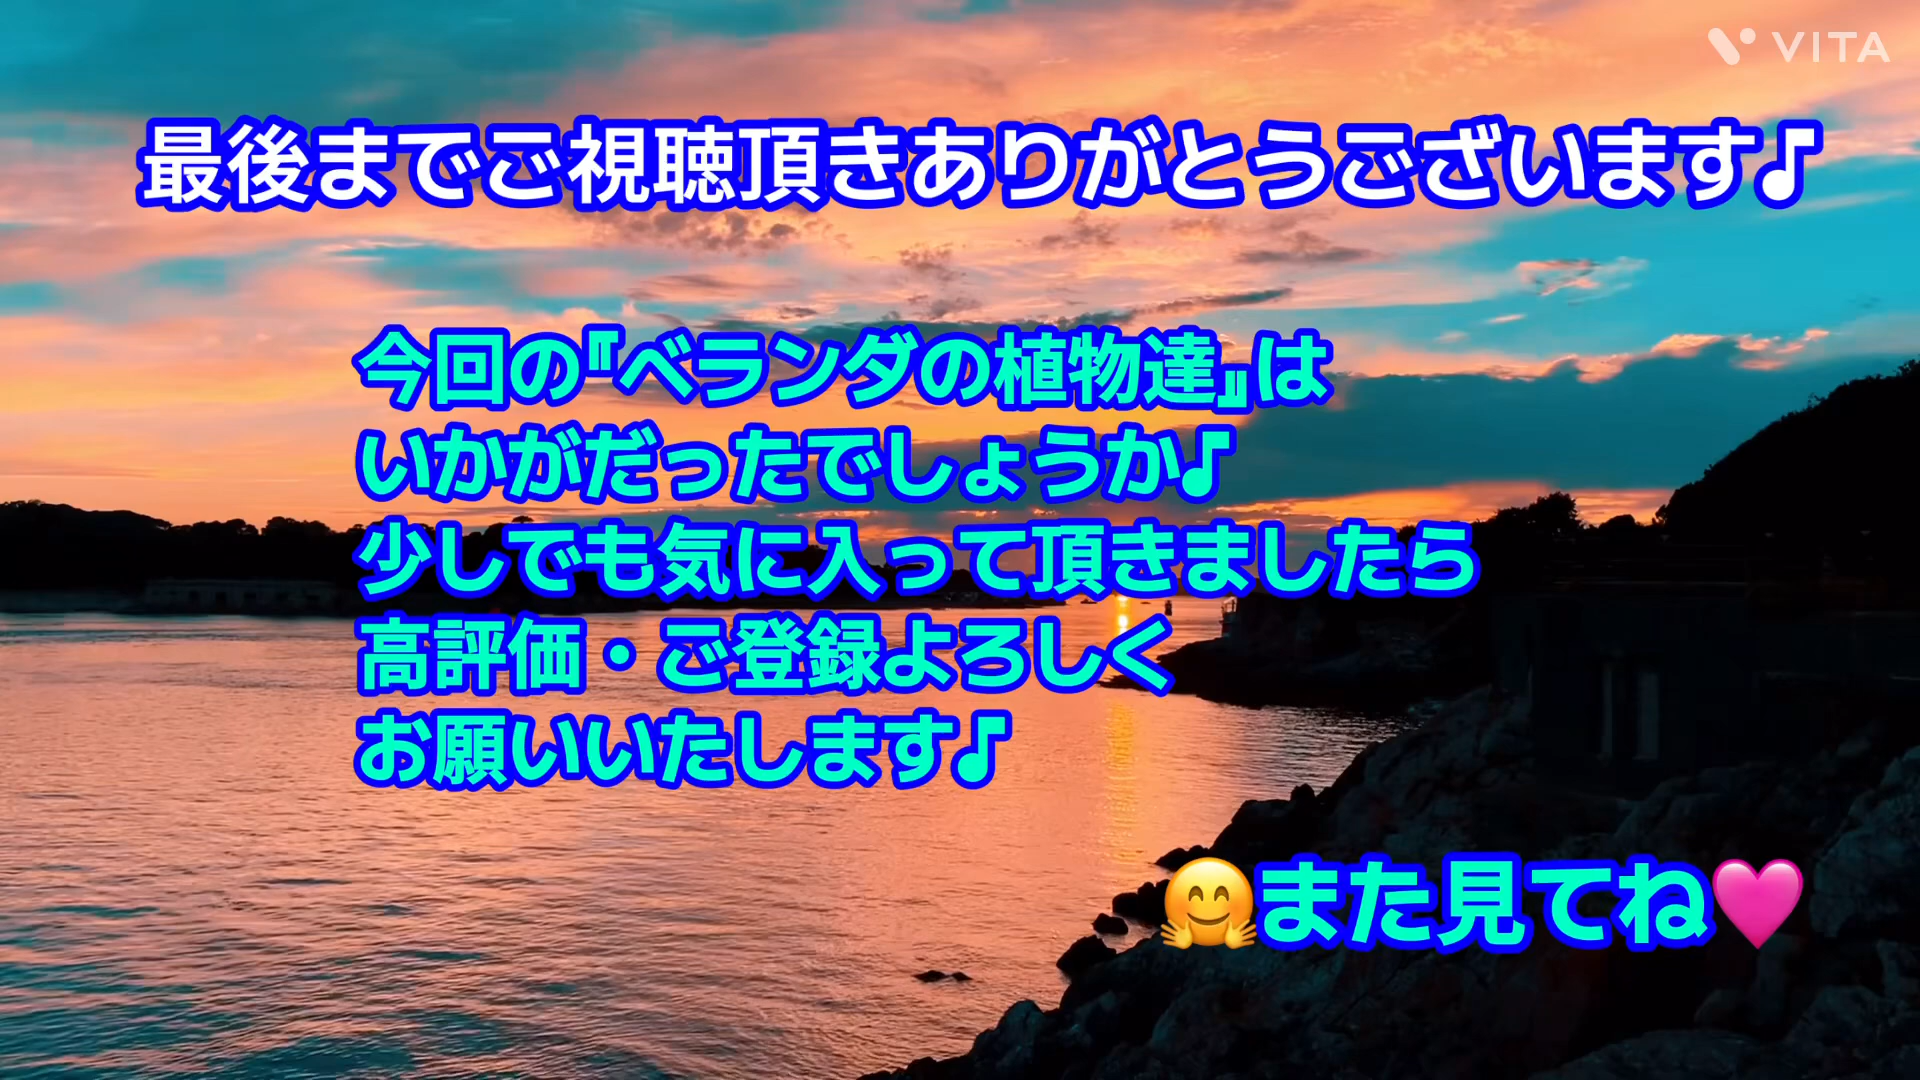 VITA
最後までご視聴頂きありがとうございます♪
今回の『ベランダの植物達』は
いかがだったでしょうか♪
少しでも気に入って頂きましたら
高評価・ご登録よろしく
お願いいたします♪
🤗また見てね🩷